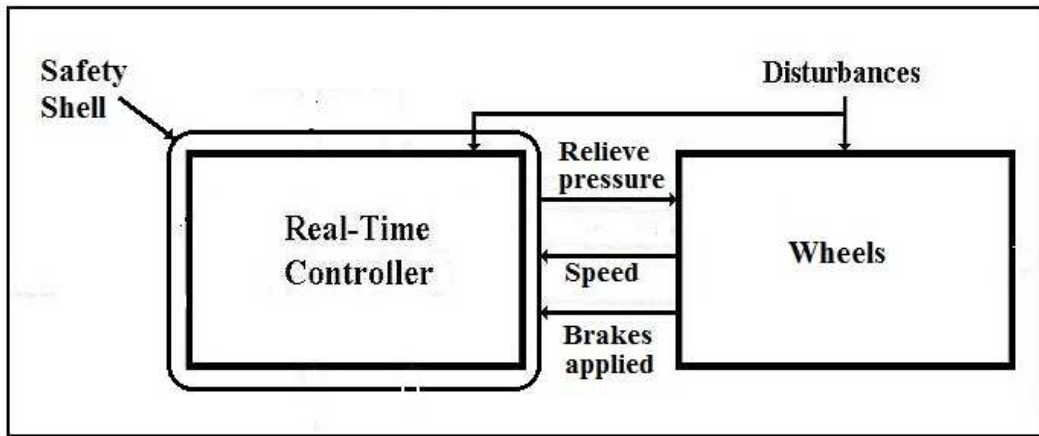 Safety
Shell
Disturbances
Relieve
pressure
Real-Time
Controller
Speed
Wheels
Brakes
applied